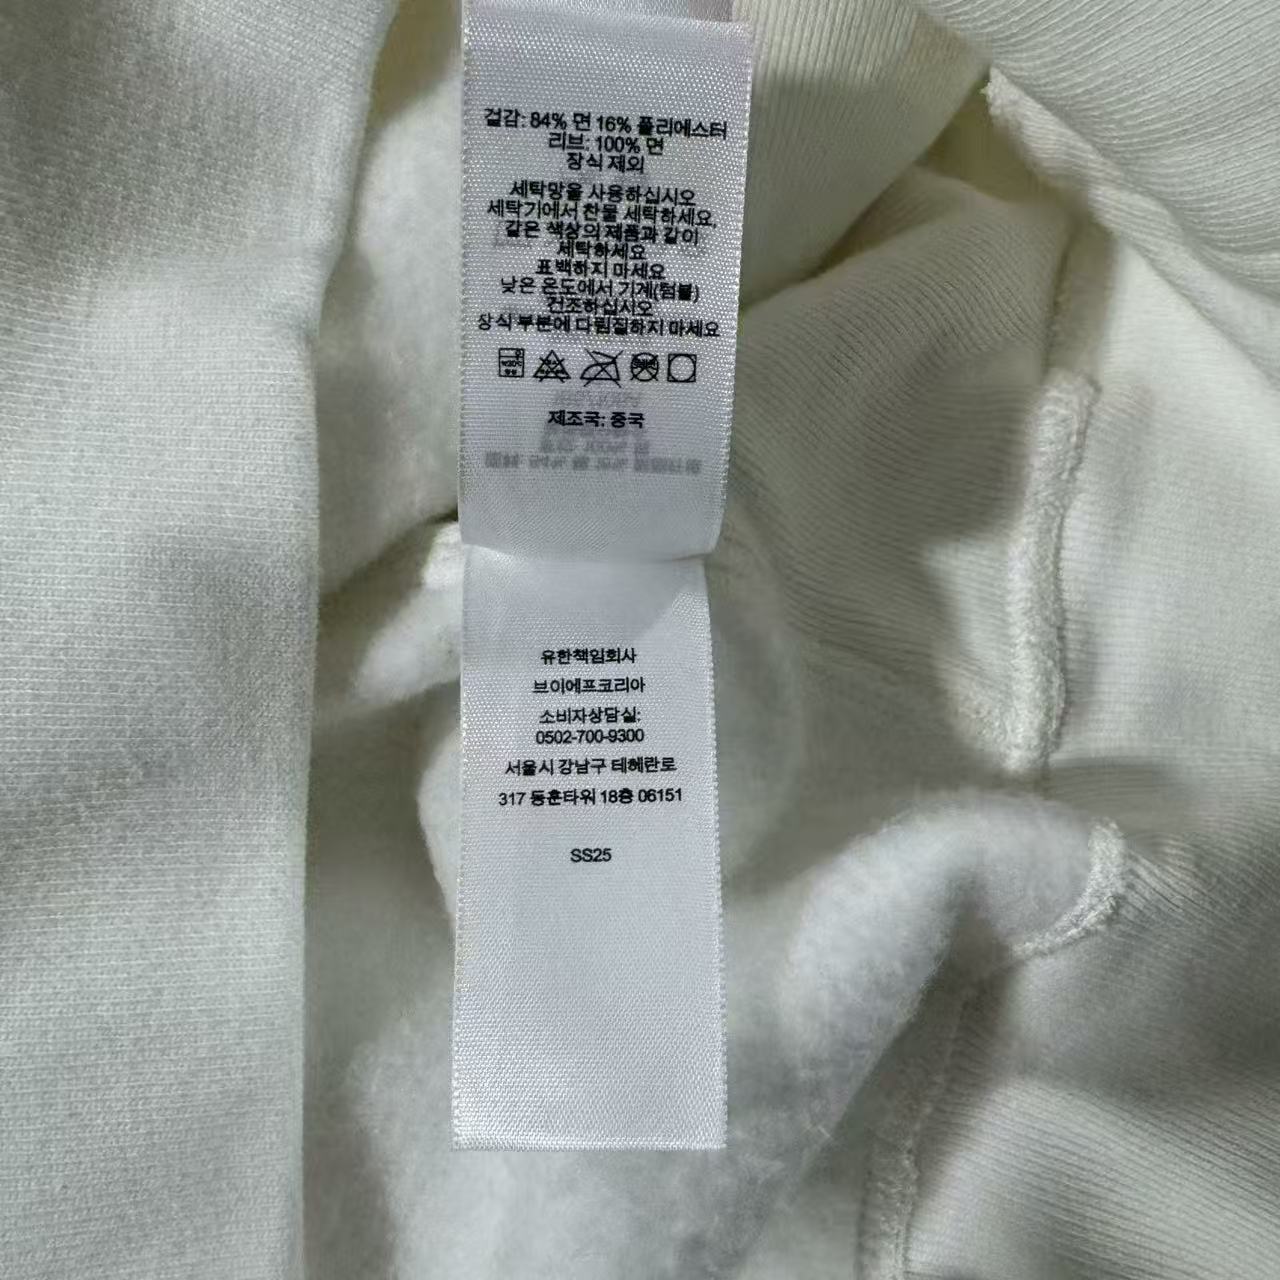 걸감: 84% 면 16% 폴리에스터
리브: 100% 면
장식 제외
세탁망을 사용하십시오
세탁기에서 찬물 세탁하세요,
같은 색상의 제품과 같이
세탁하세요
표백하지 마세요
낮은 온도에서 기계(텀블)
건조하십시오
장식 부분에 다림질하지 마세요
제조국: 중국
유한책임회사
브이에프코리아
소비자상담실:
0502-700-9300
서울시 강남구 테헤란로
317 동훈타워 18층 06151
SS25